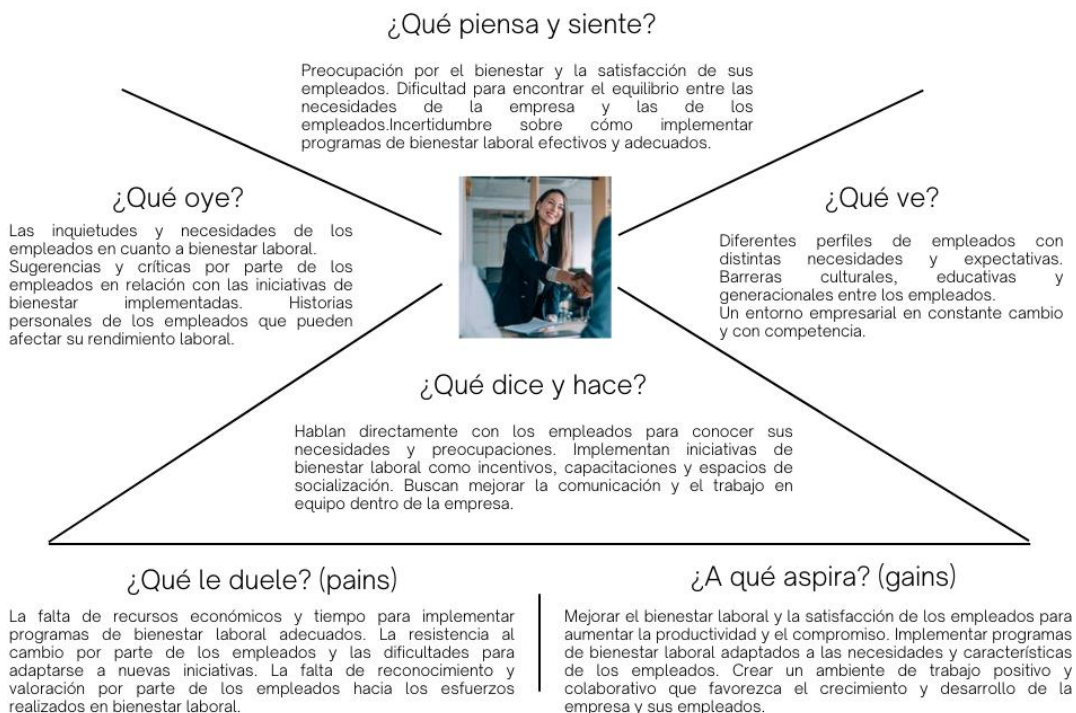 ¿Qué piensa y siente?
Preocupación por el bienestar y la satisfacción de sus
empleados. Dificultad para encontrar el equilibrio entre las
necesidades de la empresa y las de los
empleados.Incertidumbre sobre cómo implementar
programas de bienestar laboral efectivos y adecuados.
¿Qué oye?
Las inquietudes y necesidades de los
empleados en cuanto a bienestar laboral.
Sugerencias y críticas por parte de los
empleados en relación con las iniciativas de
bienestar implementadas. Historias
personales de los empleados que pueden
afectar su rendimiento laboral.
¿Qué ve?
Diferentes perfiles de empleados con
distintas necesidades y expectativas.
Barreras culturales, educativas y
generacionales entre los empleados.
Un entorno empresarial en constante cambio
y con competencia.
¿Qué dice y hace?
Hablan directamente con los empleados para conocer sus
necesidades y preocupaciones. Implementan iniciativas de
bienestar laboral como incentivos, capacitaciones y espacios de
socialización. Buscan mejorar la comunicación y el trabajo en
equipo dentro de la empresa.
¿Qué le duele? (pains)
La falta de recursos económicos y tiempo para implementar
programas de bienestar laboral adecuados. La resistencia al
cambio por parte de los empleados y las dificultades para
adaptarse a nuevas iniciativas. La falta de reconocimiento y
valoración por parte de los empleados hacia los esfuerzos
realizados en bienestar laboral.
¿A qué aspira? (gains)
Mejorar el bienestar laboral y la satisfacción de los empleados para
aumentar la productividad y el compromiso. Implementar programas
de bienestar laboral adaptados a las necesidades y características
de los empleados. Crear un ambiente de trabajo positivo y
colaborativo que favorezca el crecimiento y desarrollo de la
empresa y sus empleados.